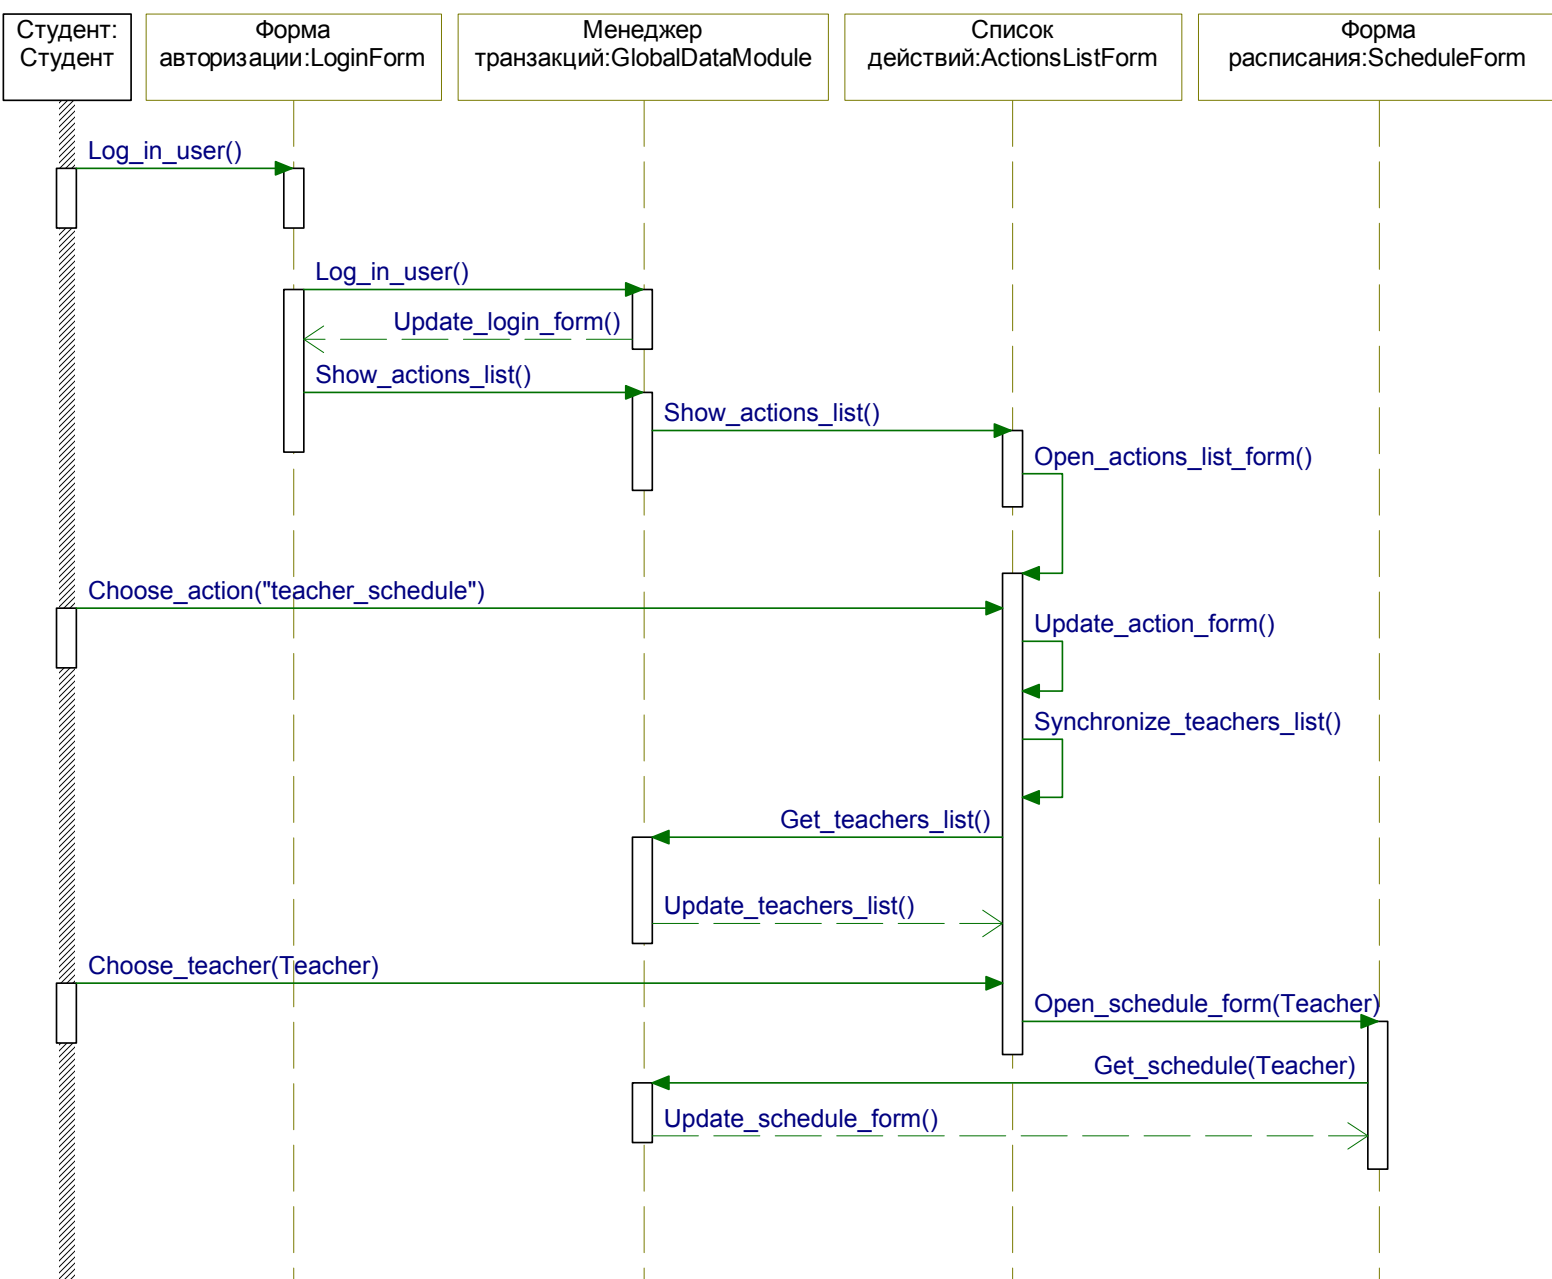 Студент:
Студент
Форма
авторизации:LoginForm
Менеджер
транзакций:GlobalDataModule
Список
действий:ActionsListForm
Форма
расписания:ScheduleForm
Log_in_user()
Log_in_user()
Update_login_form()
Show_actions_list()
Show_actions_list()
Open_actions_list_form()
Choose_action("teacher_schedule")
Update_action_form()
Synchronize_teachers_list()
Get_teachers_list()
Update_teachers_list()
Choose_teacher(Teacher)
Open_schedule_form(Teacher)
Get_schedule(Teacher)
Update_schedule_form()